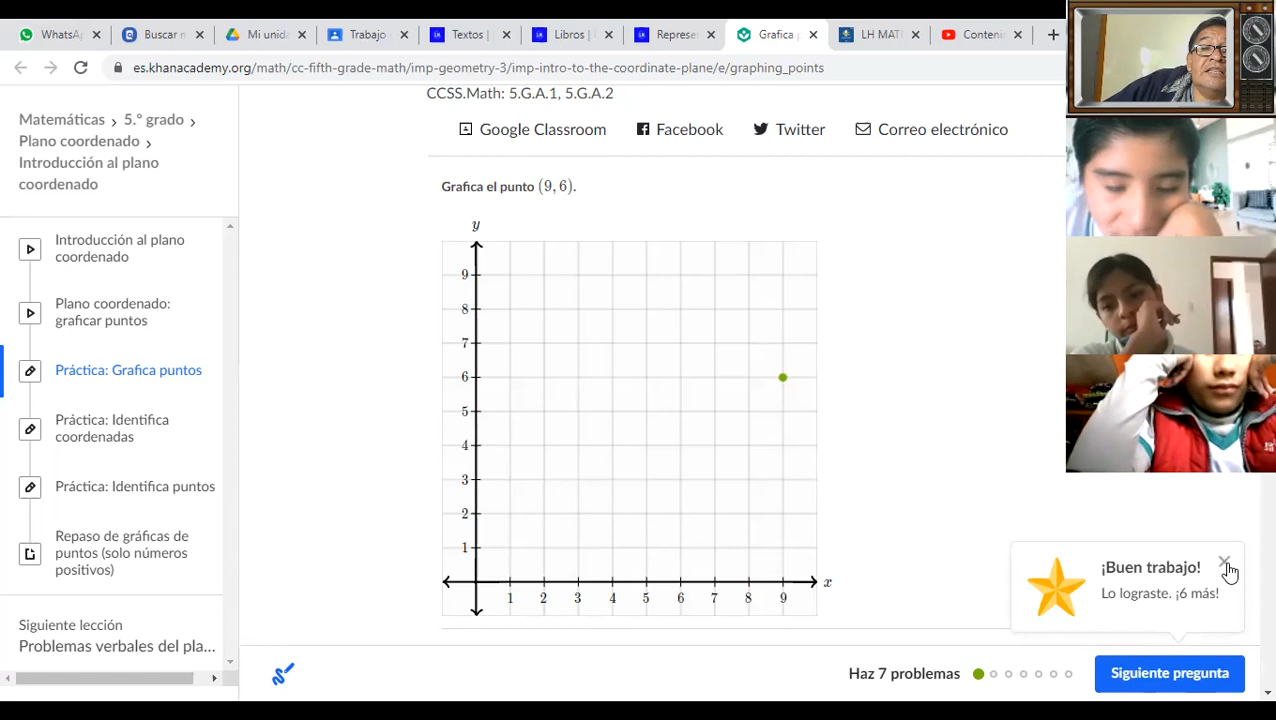 WhatsA
Buscar
Mi unid
Trabajo
Textos
Libros
Represe
Grafica
LH MAT
Conteni
es.khanacademy.org/math/cc-fifth-grade-math/imp-geometry-3/imp-intro-to-the-coordinate-plane/e/graphing_points
CCSS.Math: 5.G.A.1, 5.G.A.2
Google Classroom
Facebook
Twitter
Correo electrónico
Matemáticas
5.º grado
Plano coordenado
Introducción al plano
coordenado
Introducción al plano
coordenado
Plano coordenado:
graficar puntos
Práctica: Grafica puntos
Práctica: Identifica
coordenadas
Práctica: Identifica puntos
Repaso de gráficas de
puntos (solo números
positivos)
Siguiente lección
Problemas verbales del pla...
Grafica el punto (9, 6).
y
9
8
7
6
5
4
3
2
1
1 2 3 4 5 6 7 8 9
x
¡Buen trabajo!
Lo lograste. ¡6 más!
Haz 7 problemas
Siguiente pregunta